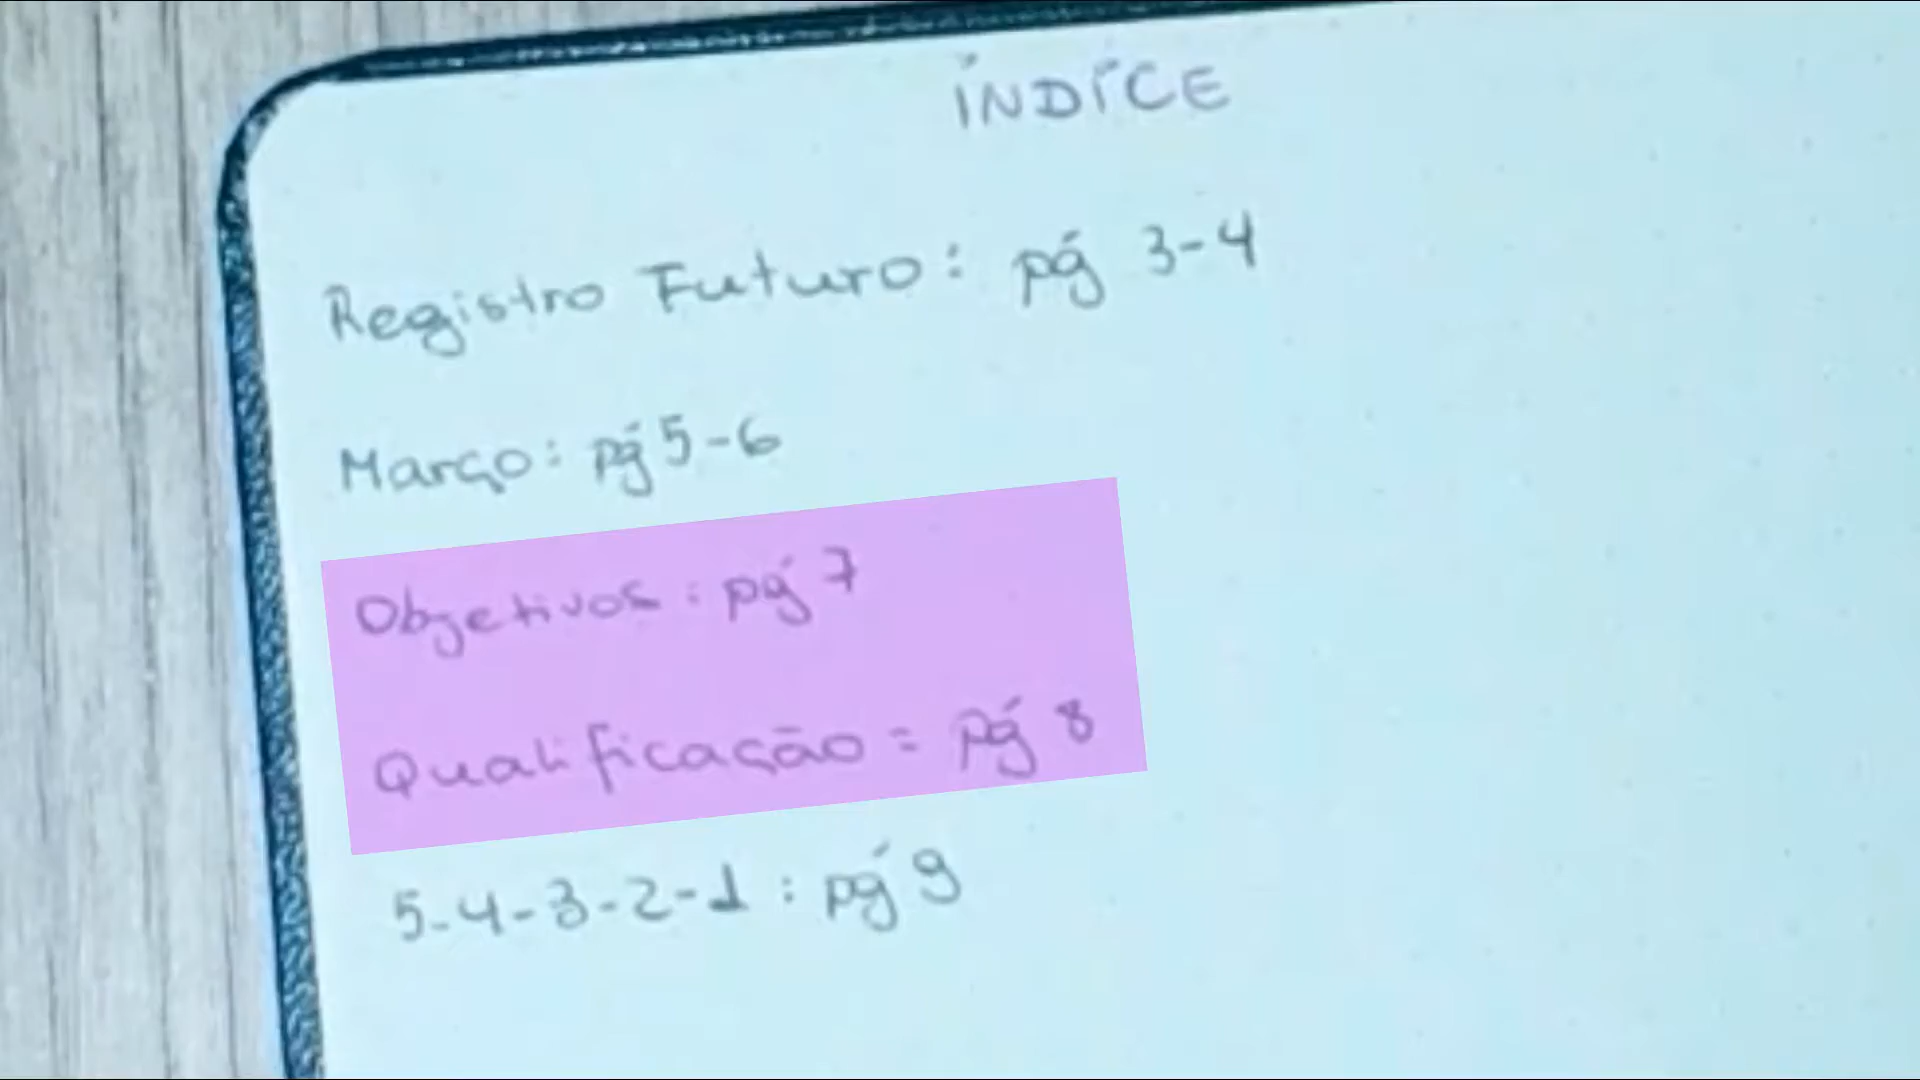 ÍNDICE
Registro Futuro: pág 3-4
Março: pág 5-6
Objetivos: pág 7
Qualificação = pág 8
5-4-3-2-1: pág 9